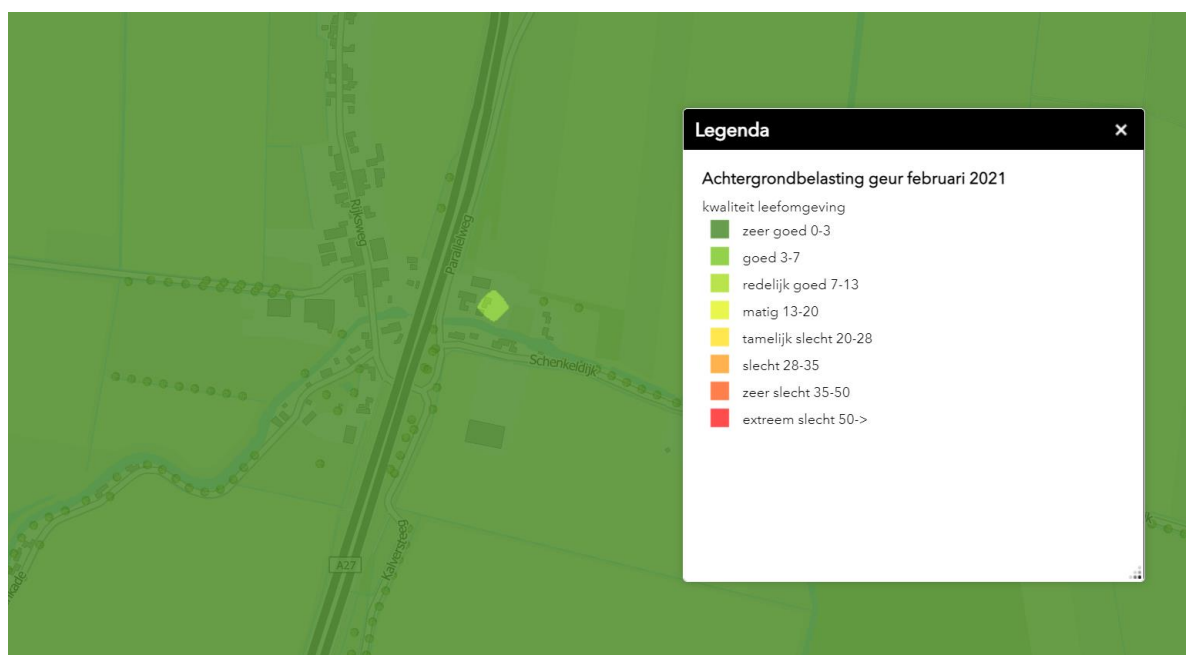 Legenda ×
Achtergrondbelasting geur februari 2021
kwaliteit leefomgeving
zeer goed 0-3
goed 3-7
redelijk goed 7-13
matig 13-20
tamelijk slecht 20-28
slecht 28-35
zeer slecht 35-50
extreem slecht 50->
Rijksweg
Parallelweg
Schenkeldijk
A27
Kalversteeg